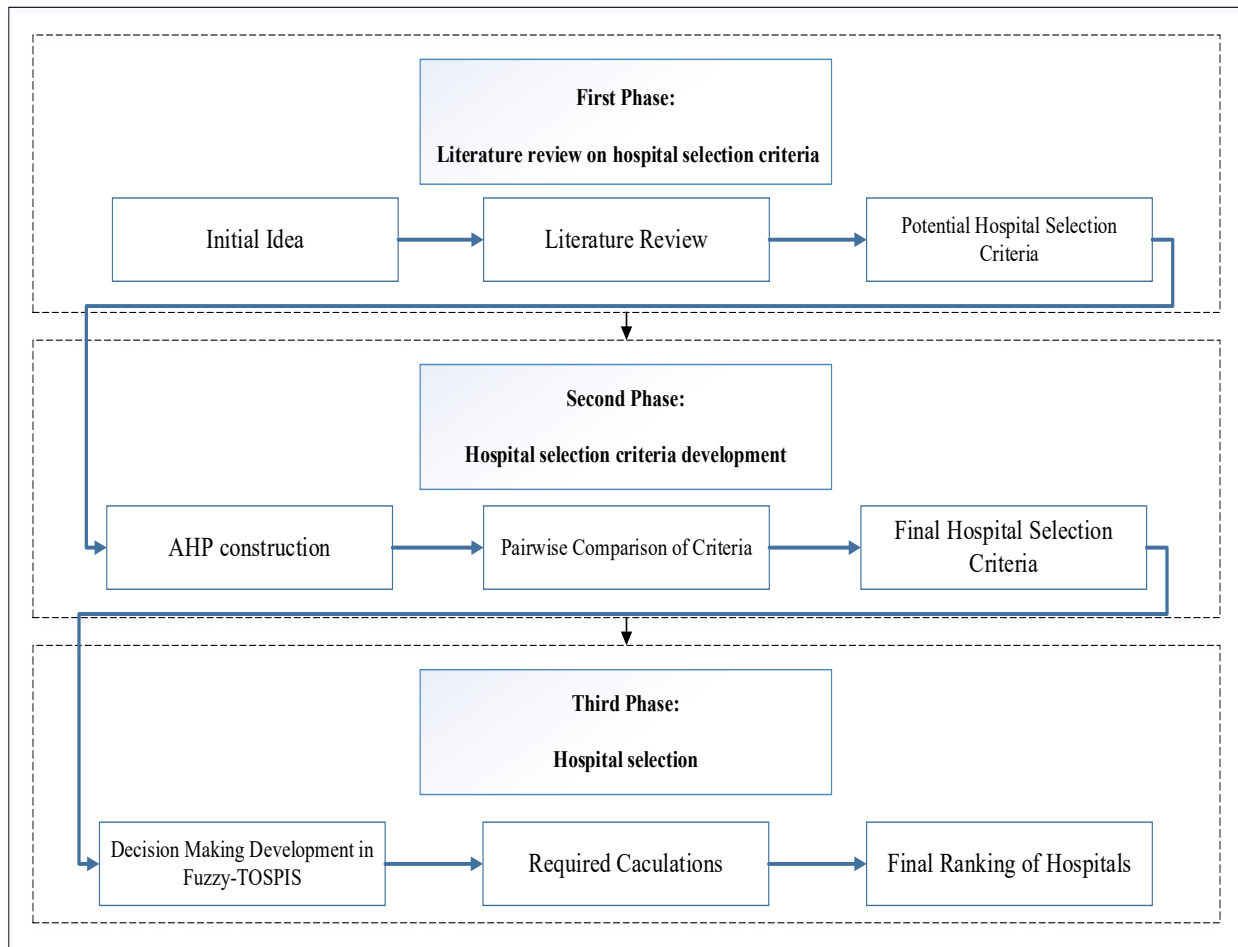 First Phase:
Literature review on hospital selection criteria
Initial Idea
Literature Review
Potential Hospital Selection
Criteria
Second Phase:
Hospital selection criteria development
AHP construction
Pairwise Comparison of Criteria
Final Hospital Selection
Criteria
Third Phase:
Hospital selection
Decision Making Development in
Fuzzy-TOSPIS
Required Caculations
Final Ranking of Hospitals